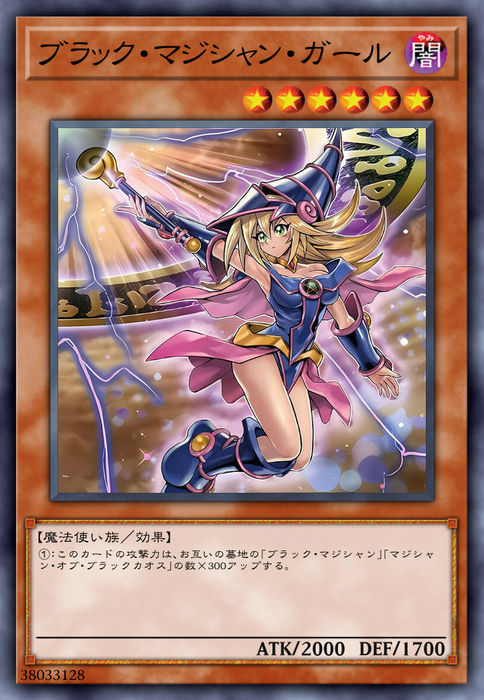 ブラック・マジシャン・ガール
やみ
闇
【魔法使い族／効果】
①：このカードの攻撃力は、お互いの墓地の「ブラック・マジシャン」「マジシャ
ン・オブ・ブラックカオス」の数×300アップする。
ATK/2000 DEF/1700
38033128